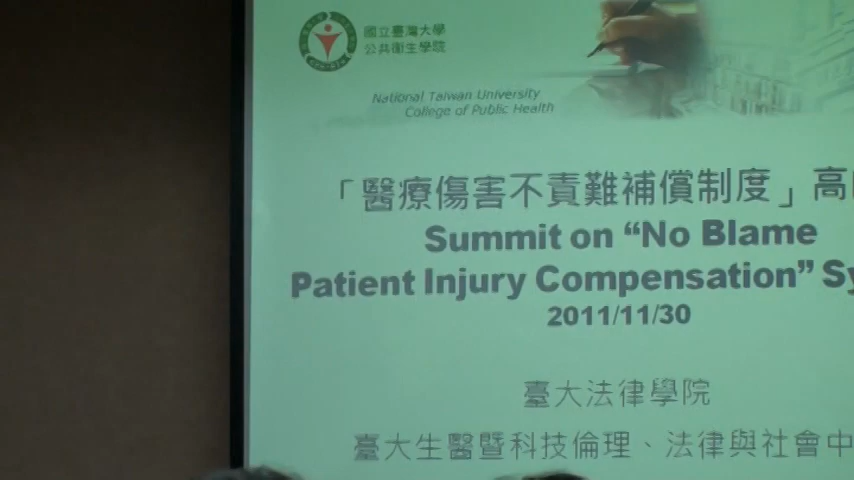 國立臺灣大學
公共衛生學院
National Taiwan University
College of Public Health
「醫療傷害不責難補償制度」高
Summit on “No Blame
Patient Injury Compensation” Sy
2011/11/30
臺大法律學院
臺大生醫暨科技倫理、法律與社會中